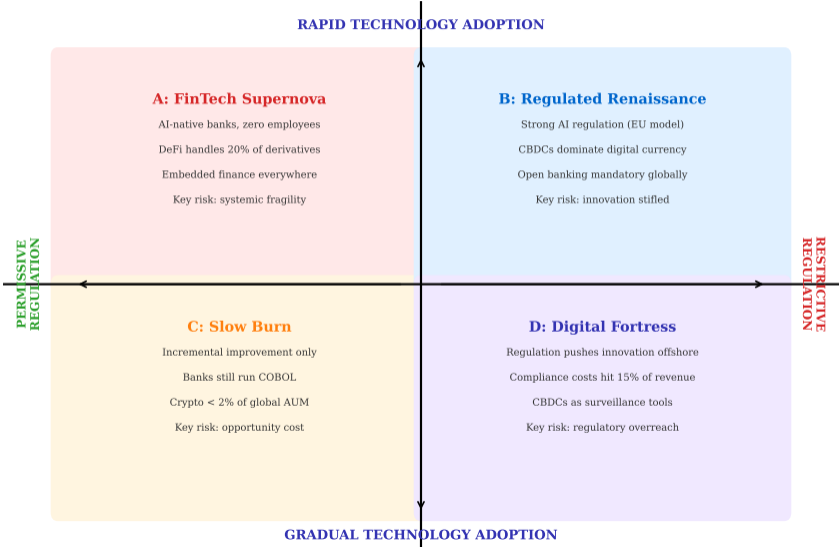 RAPID TECHNOLOGY ADOPTION
A: FinTech Supernova
AI-native banks, zero employees
DeFi handles 20% of derivatives
Embedded finance everywhere
Key risk: systemic fragility
B: Regulated Renaissance
Strong AI regulation (EU model)
CBDCs dominate digital currency
Open banking mandatory globally
Key risk: innovation stifled
PERMISSIVE
REGULATION
RESTRICTIVE
REGULATION
C: Slow Burn
Incremental improvement only
Banks still run COBOL
Crypto < 2% of global AUM
Key risk: opportunity cost
D: Digital Fortress
Regulation pushes innovation offshore
Compliance costs hit 15% of revenue
CBDCs as surveillance tools
Key risk: regulatory overreach
GRADUAL TECHNOLOGY ADOPTION